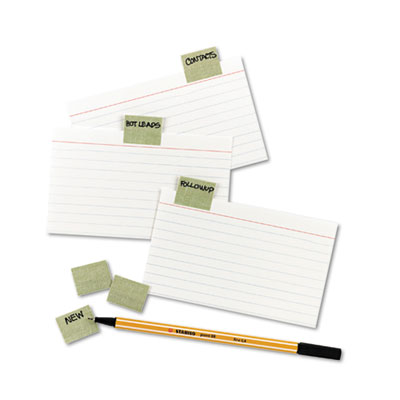 CONTACTS
HOT LEADS
FOLLOWUP
NEW
STABILO point 88